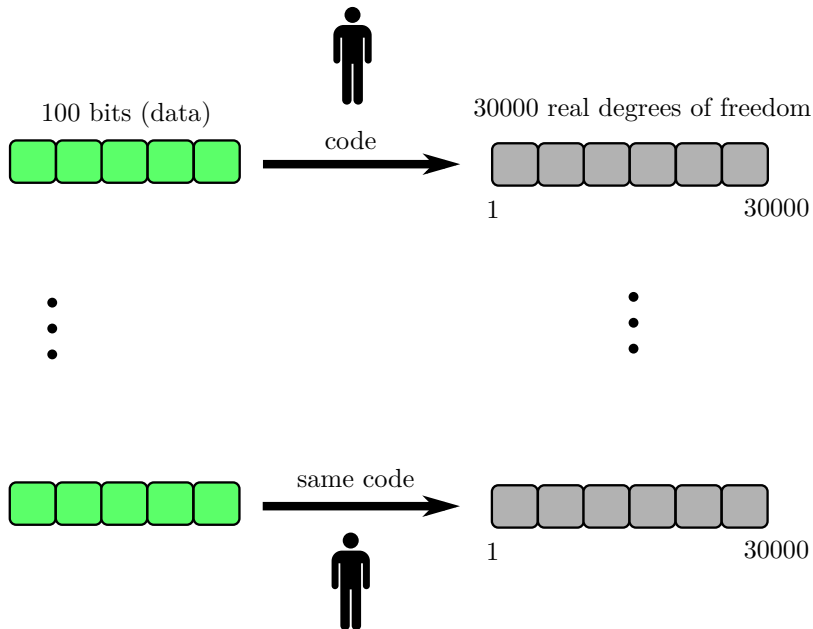 100 bits (data)
code
30000 real degrees of freedom
1
30000
same code
1
30000